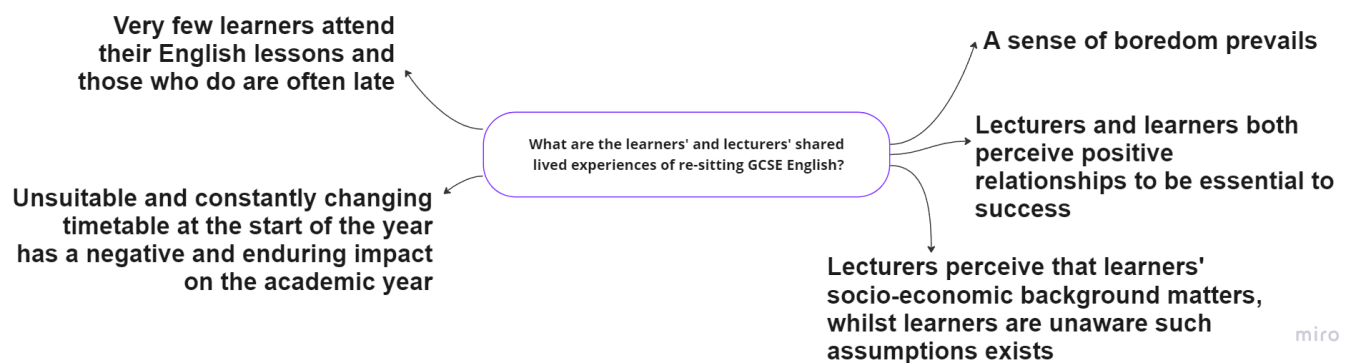 Very few learners attend
their English lessons and
those who do are often late
A sense of boredom prevails
What are the learners' and lecturers' shared
lived experiences of re-sitting GCSE English?
Lecturers and learners both
perceive positive
relationships to be essential to
success
Unsuitable and constantly changing
timetable at the start of the year
has a negative and enduring impact
on the academic year
Lecturers perceive that learners'
socio-economic background matters,
whilst learners are unaware such
assumptions exists
miro